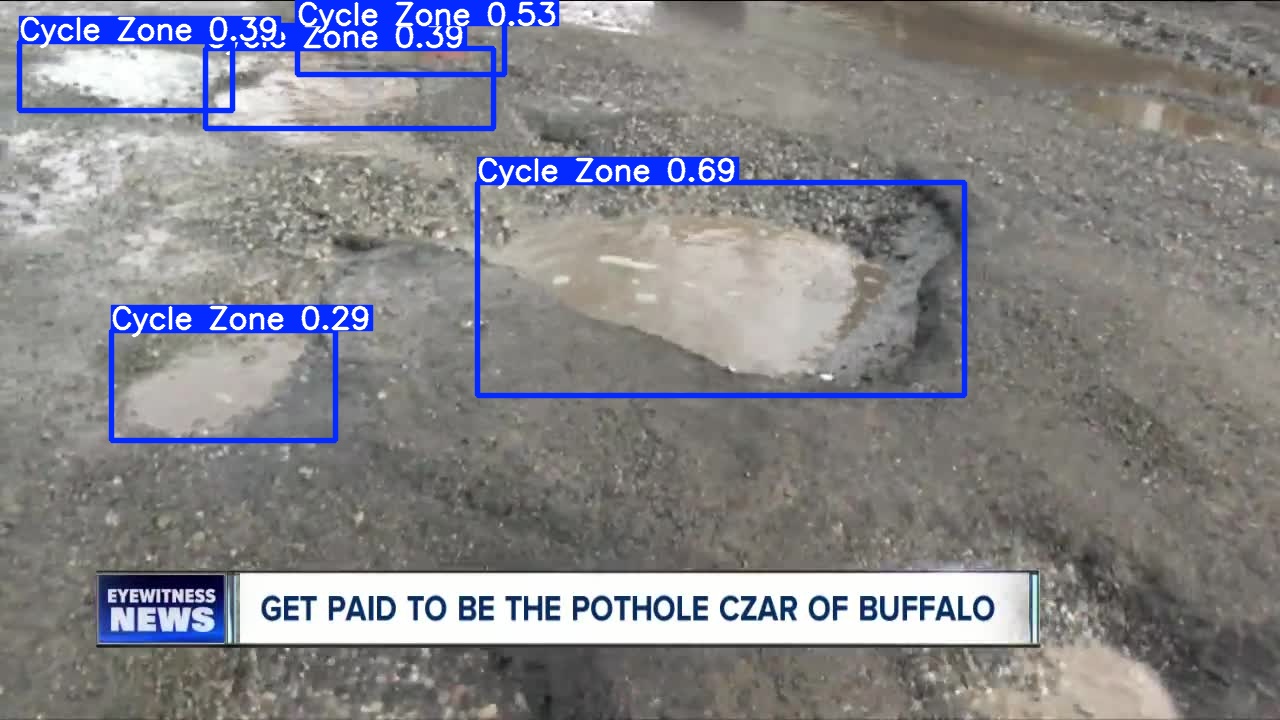 Cycle Zone 0.53
Cycle Zone 0.39
Zone 0.39
Cycle Zone 0.69
Cycle Zone 0.29
EYEWITNESS
NEWS
GET PAID TO BE THE POTHOLE CZAR OF BUFFALO